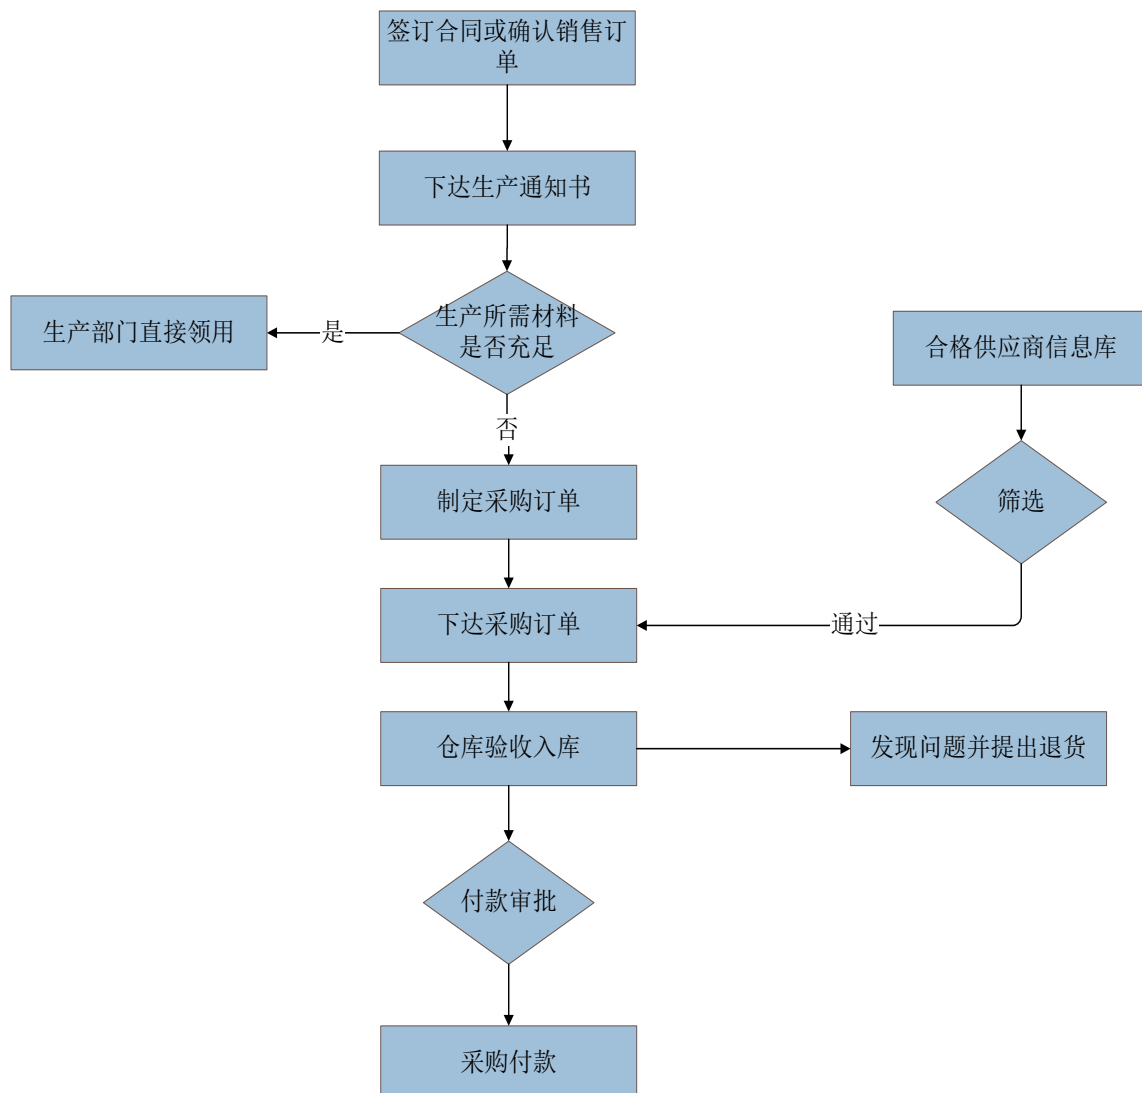 签订合同或确认销售订
单
下达生产通知书
生产所需材料
是否充足
是
生产部门直接领用
合格供应商信息库
否
制定采购订单
筛选
下达采购订单
通过
仓库验收入库
发现问题并提出退货
付款审批
采购付款